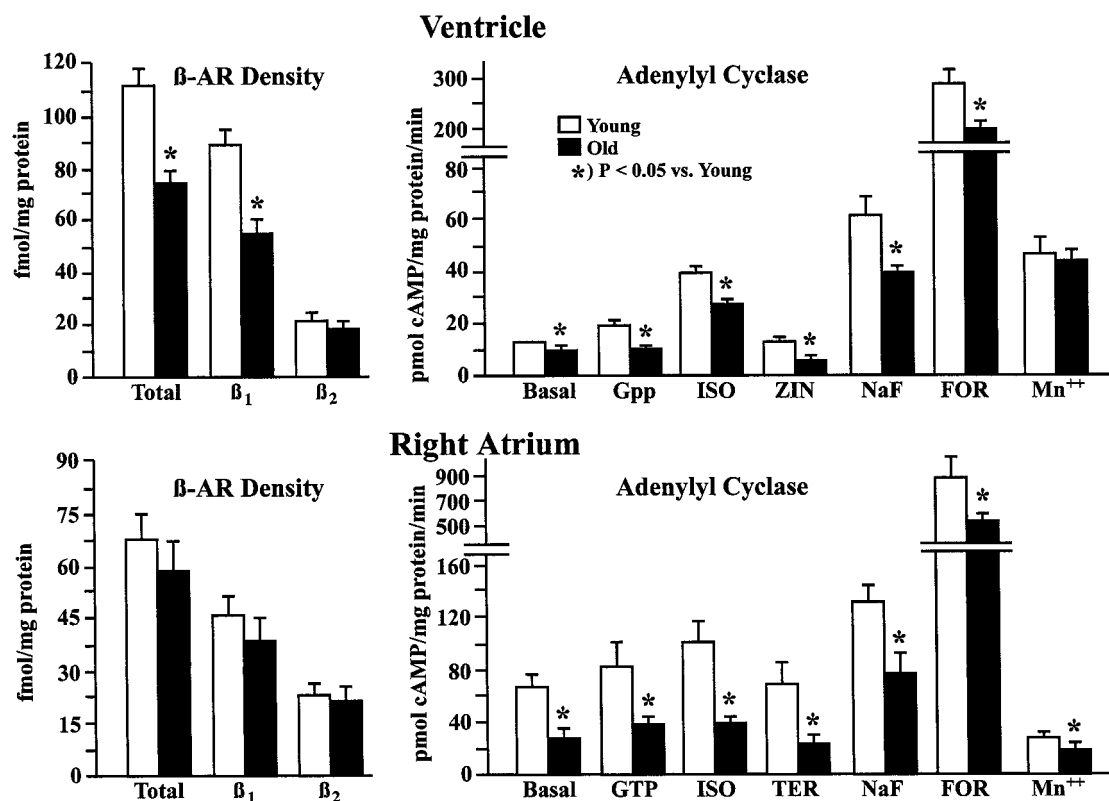 Ventricle
ß-AR Density
fmol/mg protein
120
100
80
60
40
20
0
*
*
Total ß₁ ß₂
Adenylyl Cyclase
pmol cAMP/mg protein/min
300
200
80
60
40
20
0
Young
Old
*) P < 0.05 vs. Young
* * * * * *
Basal Gpp ISO ZIN NaF FOR Mn⁺⁺
Right Atrium
ß-AR Density
fmol/mg protein
90
75
60
45
30
15
0
Total ß₁ ß₂
Adenylyl Cyclase
pmol cAMP/mg protein/min
900
700
500
160
120
80
40
0
* * * * * * *
Basal GTP ISO TER NaF FOR Mn⁺⁺